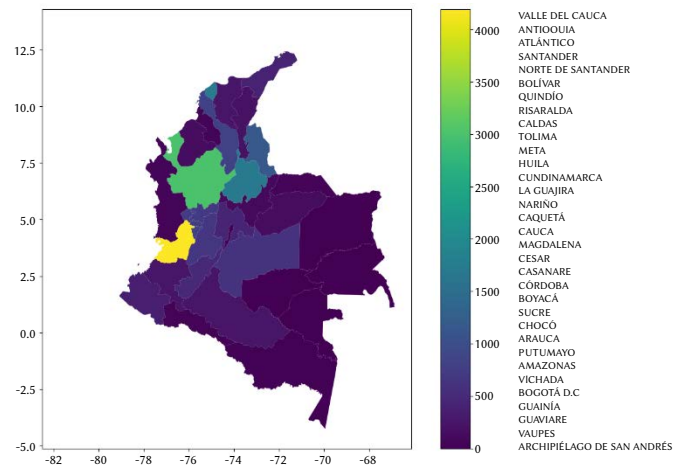 12.5
10.0
7.5
5.0
2.5
0.0
-2.5
-5.0
-82
-80
-78
-76
-74
-72
-70
-68
4000
3500
3000
2500
2000
1500
1000
500
0
VALLE DEL CAUCA
ANTIOOUIA
ATLÁNTICO
SANTANDER
NORTE DE SANTANDER
BOLÍVAR
QUINDÍO
RISARALDA
CALDAS
TOLIMA
META
HUILA
CUNDINAMARCA
LA GUAJIRA
NARIÑO
CAQUETÁ
CAUCA
MAGDALENA
CESAR
CASANARE
CÓRDOBA
BOYACÁ
SUCRE
CHOCÓ
ARAUCA
PUTUMAYO
AMAZONAS
VICHADA
BOGOTÁ D.C
GUAINÍA
GUAVIARE
VAUPES
ARCHIPIÉLAGO DE SAN ANDRÉS